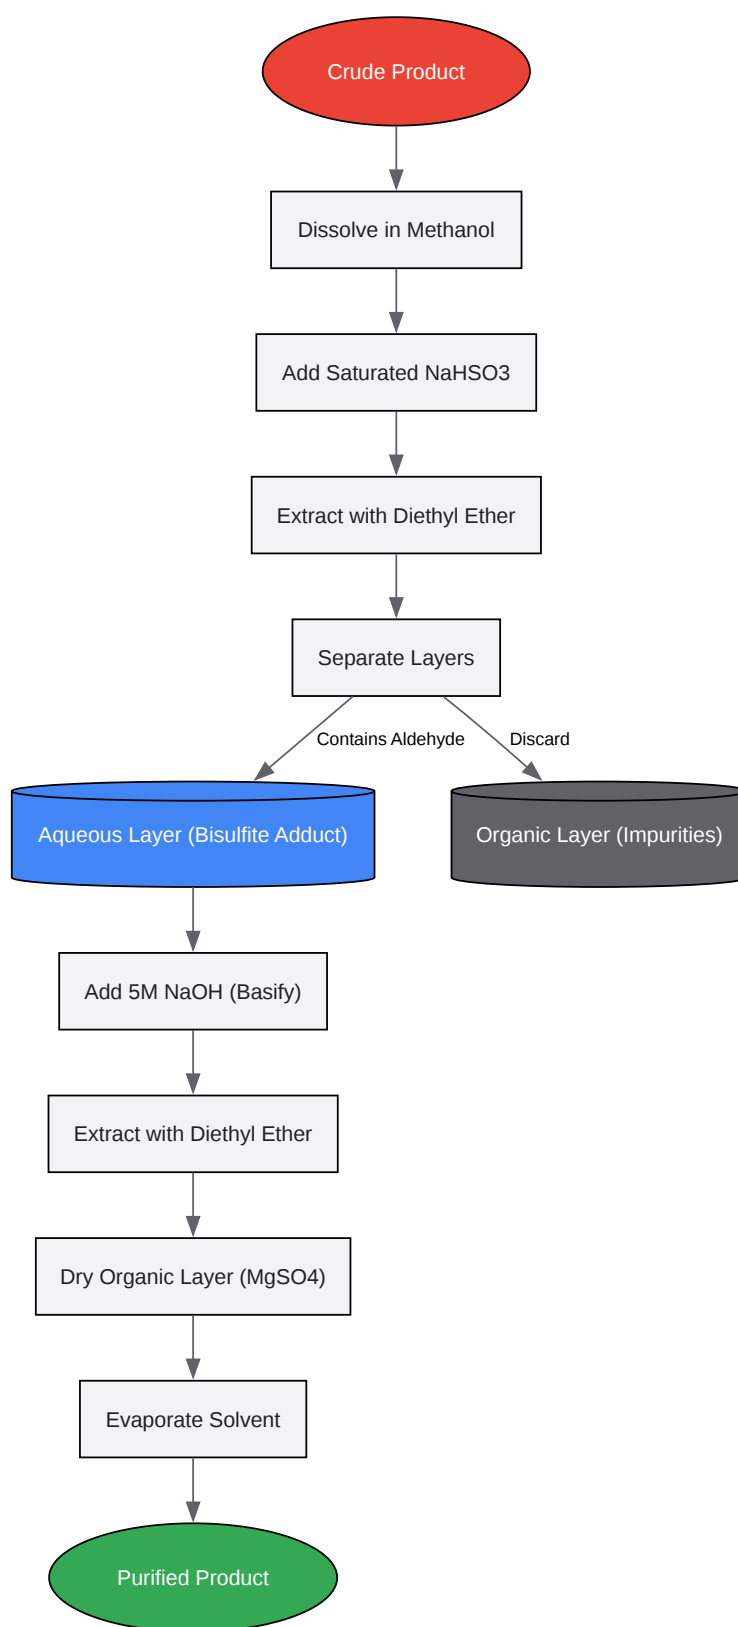 Crude Product
Dissolve in Methanol
Add Saturated NaHSO3
Extract with Diethyl Ether
Separate Layers
Contains Aldehyde
Discard
Aqueous Layer (Bisulfite Adduct)
Organic Layer (Impurities)
Add 5M NaOH (Basify)
Extract with Diethyl Ether
Dry Organic Layer (MgSO4)
Evaporate Solvent
Purified Product